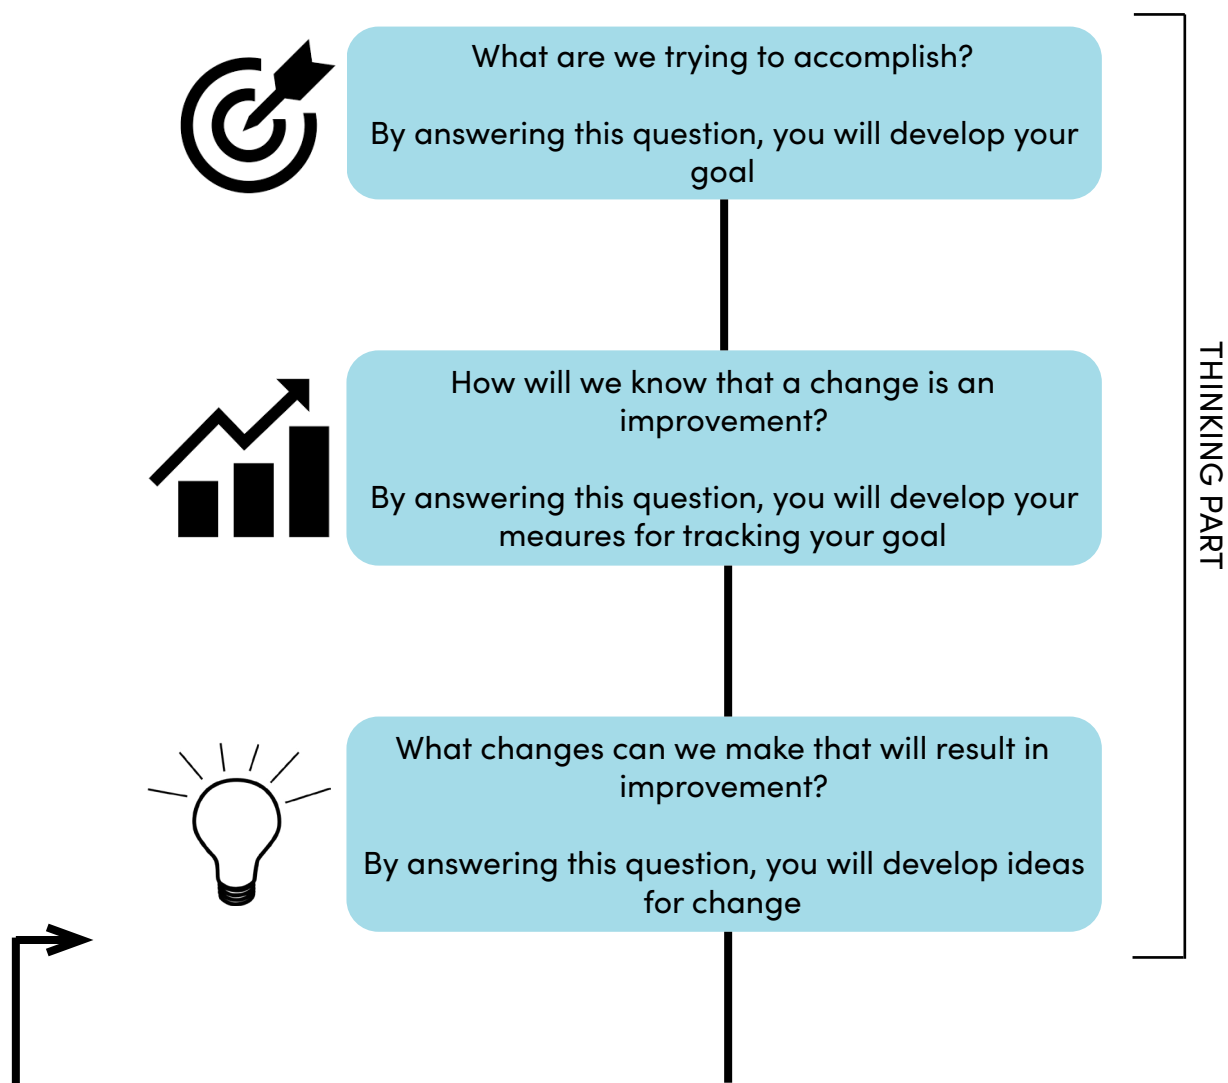 What are we trying to accomplish?
By answering this question, you will develop your
goal
How will we know that a change is an
improvement?
By answering this question, you will develop your
meaures for tracking your goal
What changes can we make that will result in
improvement?
By answering this question, you will develop ideas
for change
THINKING PART